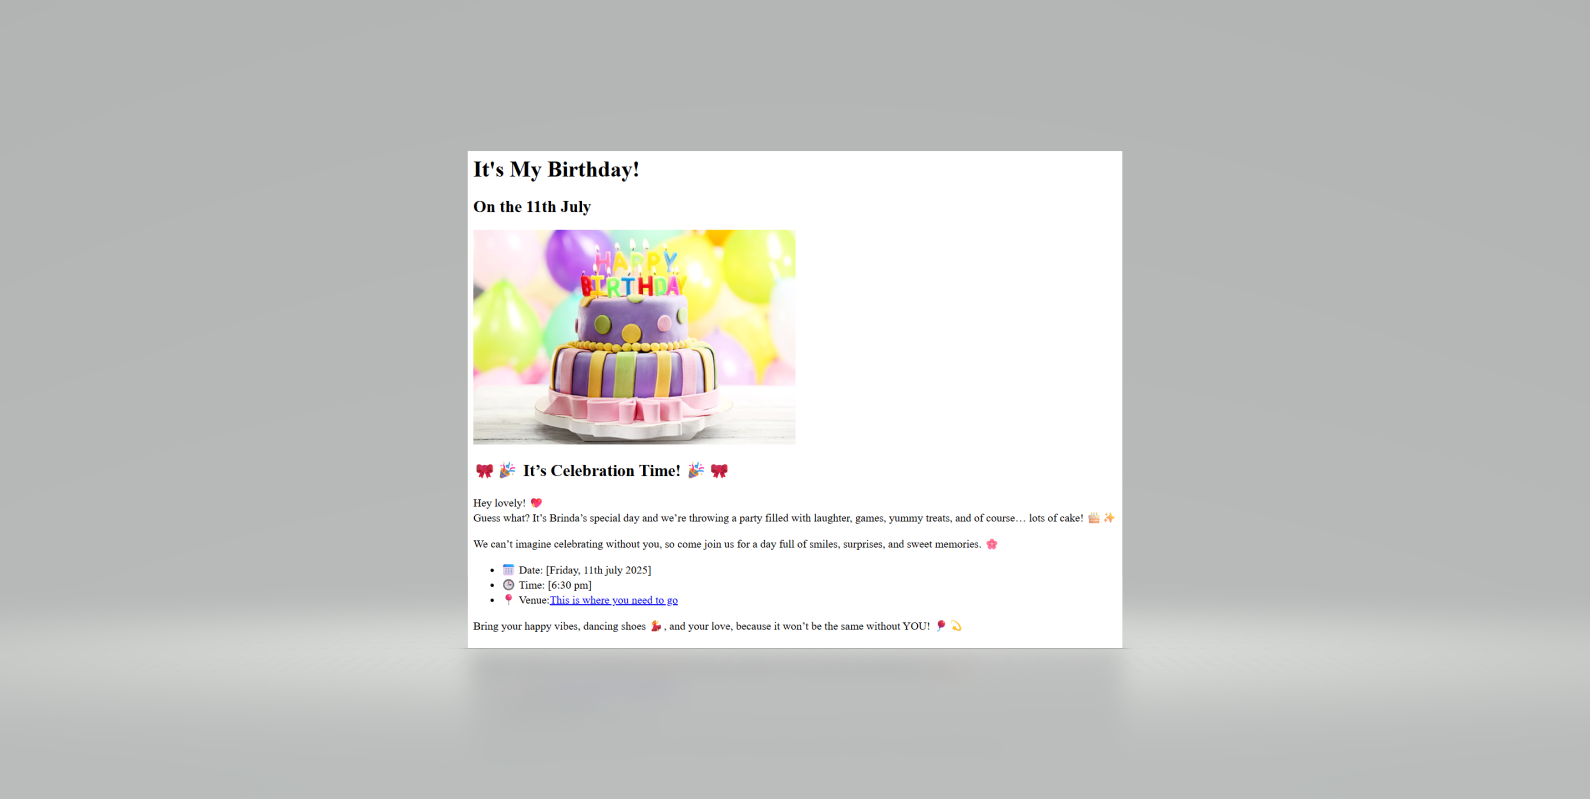 It's My Birthday!
On the 11th July
HAPPY
BIRTHDAY
🎀🎉 It’s Celebration Time! 🎉🎀
Hey lovely! 💖
Guess what? It’s Brinda’s special day and we’re throwing a party filled with laughter, games, yummy treats, and of course… lots of cake! 🎂✨
We can’t imagine celebrating without you, so come join us for a day full of smiles, surprises, and sweet memories. 🌸
• 📅 Date: [Friday, 11th july 2025]
• 🕒 Time: [6:30 pm]
• 📍 Venue:This is where you need to go
Bring your happy vibes, dancing shoes 💃, and your love, because it won’t be the same without YOU! 🎈💫